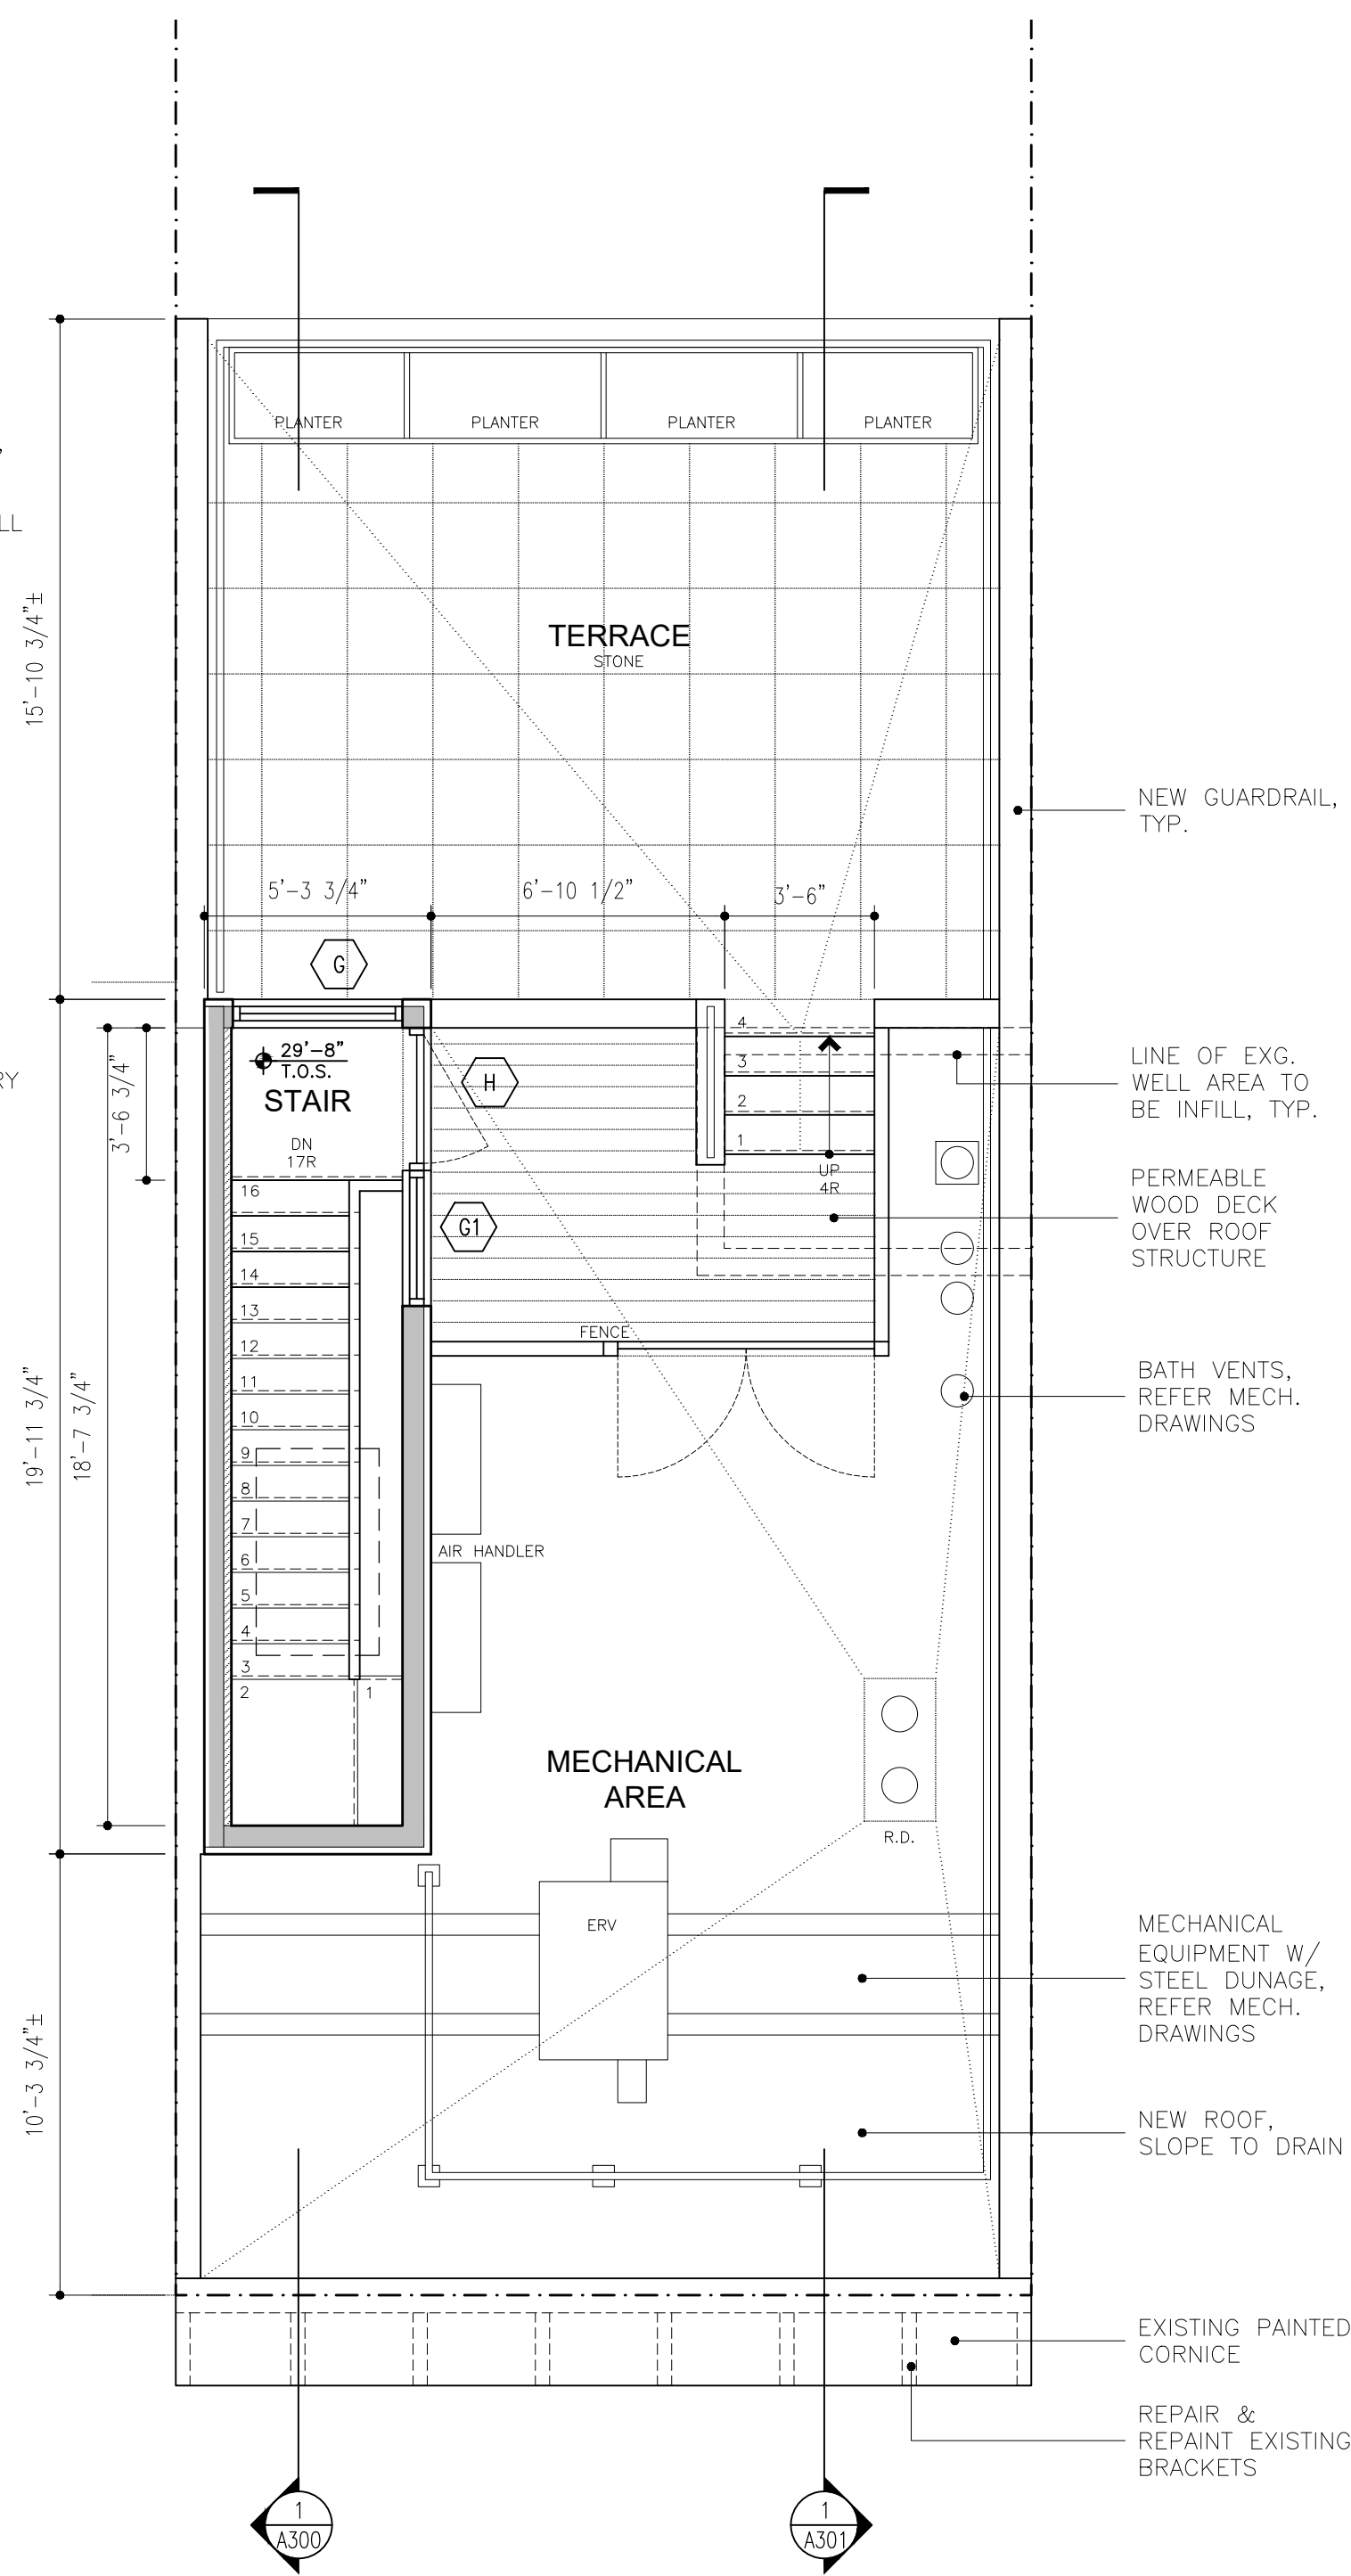 PLANTER
PLANTER
PLANTER
PLANTER
LL
15'-10 3/4"±
TERRACE
STONE
NEW GUARDRAIL,
TYP.
5'-3 3/4"
6'-10 1/2"
3'-6"
G
RY
3'-6 3/4"
29'-8"
T.O.S.
STAIR
DN
17R
H
G1
4
3
2
1
UP
4R
LINE OF EXG.
WELL AREA TO
BE INFILL, TYP.
PERMEABLE
WOOD DECK
OVER ROOF
STRUCTURE
16
15
14
13
12
11
10
9
8
7
6
5
4
3
2
1
FENCE
BATH VENTS,
REFER MECH.
DRAWINGS
19'-11 3/4"
18'-7 3/4"
AIR HANDLER
MECHANICAL
AREA
R.D.
ERV
MECHANICAL
EQUIPMENT W/
STEEL DUNAGE,
REFER MECH.
DRAWINGS
10'-3 3/4"±
NEW ROOF,
SLOPE TO DRAIN
EXISTING PAINTED
CORNICE
REPAIR &
REPAINT EXISTING
BRACKETS
1
A300
1
A301